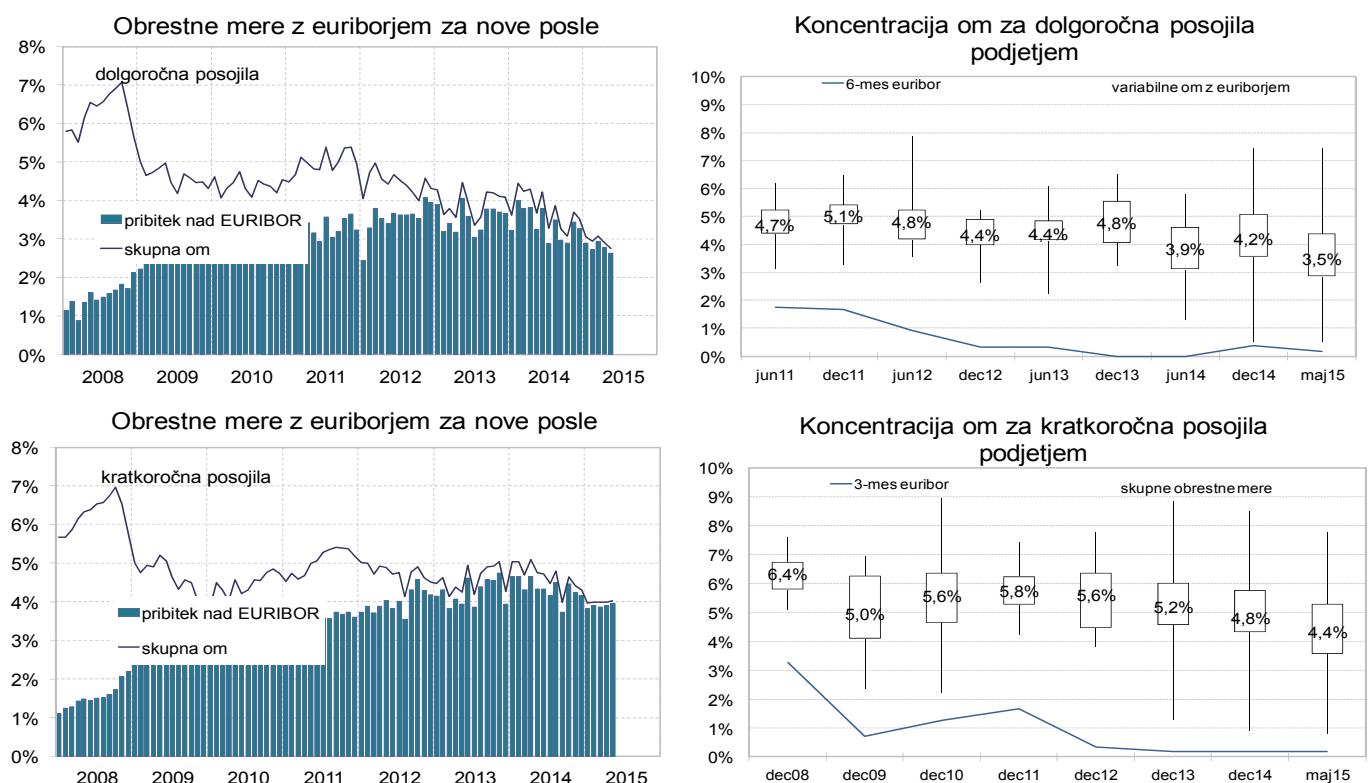 Obrestne mere z euriborjem za nove posle
8%
7%
6%
5%
4%
3%
2%
1%
0%
dolgoročna posojila
pribitek nad EURIBOR
skupna om
2008 2009 2010 2011 2012 2013 2014 2015
Koncentracija om za dolgoročna posojila
podjetjem
10%
9%
8%
7%
6%
5%
4%
3%
2%
1%
0%
6-mes euribor
variabilne om z euriborjem
4,7% 5,1% 4,8% 4,4% 4,4% 4,8% 3,9% 4,2% 3,5%
jun11 dec11 jun12 dec12 jun13 dec13 jun14 dec14 maj15
Obrestne mere z euriborjem za nove posle
8%
7%
6%
5%
4%
3%
2%
1%
0%
kratkoročna posojila
pribitek nad EURIBOR
skupna om
2008 2009 2010 2011 2012 2013 2014 2015
Koncentracija om za kratkoročna posojila
podjetjem
10%
9%
8%
7%
6%
5%
4%
3%
2%
1%
0%
3-mes euribor
skupne obrestne mere
6,4% 5,0% 5,6% 5,8% 5,6% 5,2% 4,8% 4,4%
dec08 dec09 dec10 dec11 dec12 dec13 dec14 maj15